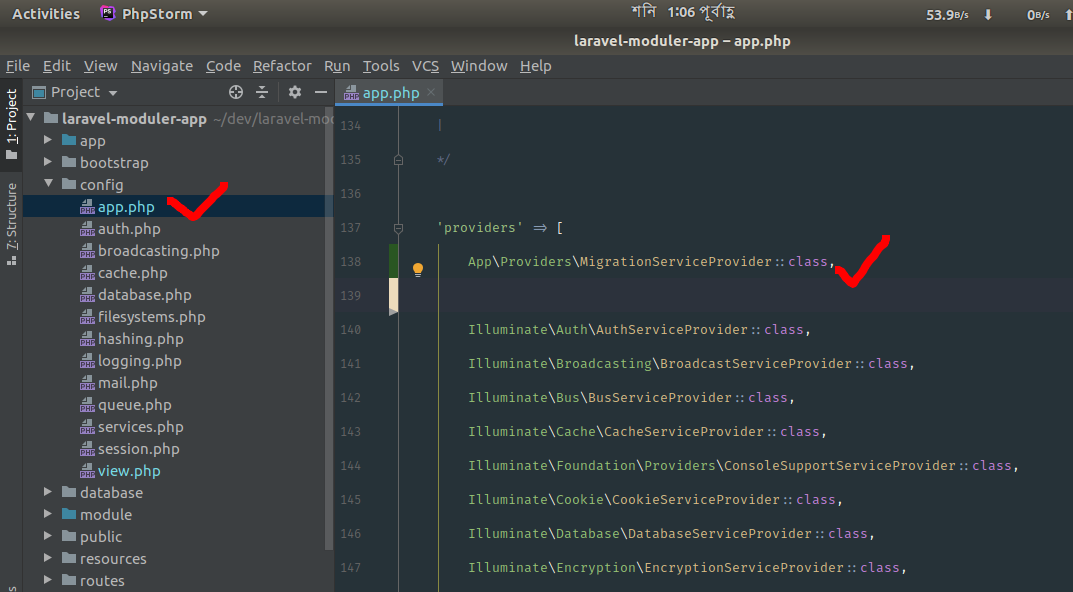 Activities PhpStorm শনি 1:06 পূর্বাহ্ণ 53.9B/s 0B/s
laravel-moduler-app – app.php
File Edit View Navigate Code Refactor Run Tools VCS Window Help
Project app.php
1: Project
7: Structure
laravel-moduler-app ~/dev/laravel-mod
app
bootstrap
config
app.php
auth.php
broadcasting.php
cache.php
database.php
filesystems.php
hashing.php
logging.php
mail.php
queue.php
services.php
session.php
view.php
database
module
public
resources
routes
134 |
135 */
136
137 'providers' => [
138 App\Providers\MigrationServiceProvider::class,
139
140 Illuminate\Auth\AuthServiceProvider::class,
141 Illuminate\Broadcasting\BroadcastServiceProvider::class,
142 Illuminate\Bus\BusServiceProvider::class,
143 Illuminate\Cache\CacheServiceProvider::class,
144 Illuminate\Foundation\Providers\ConsoleSupportServiceProvider::class,
145 Illuminate\Cookie\CookieServiceProvider::class,
146 Illuminate\Database\DatabaseServiceProvider::class,
147 Illuminate\Encryption\EncryptionServiceProvider::class,